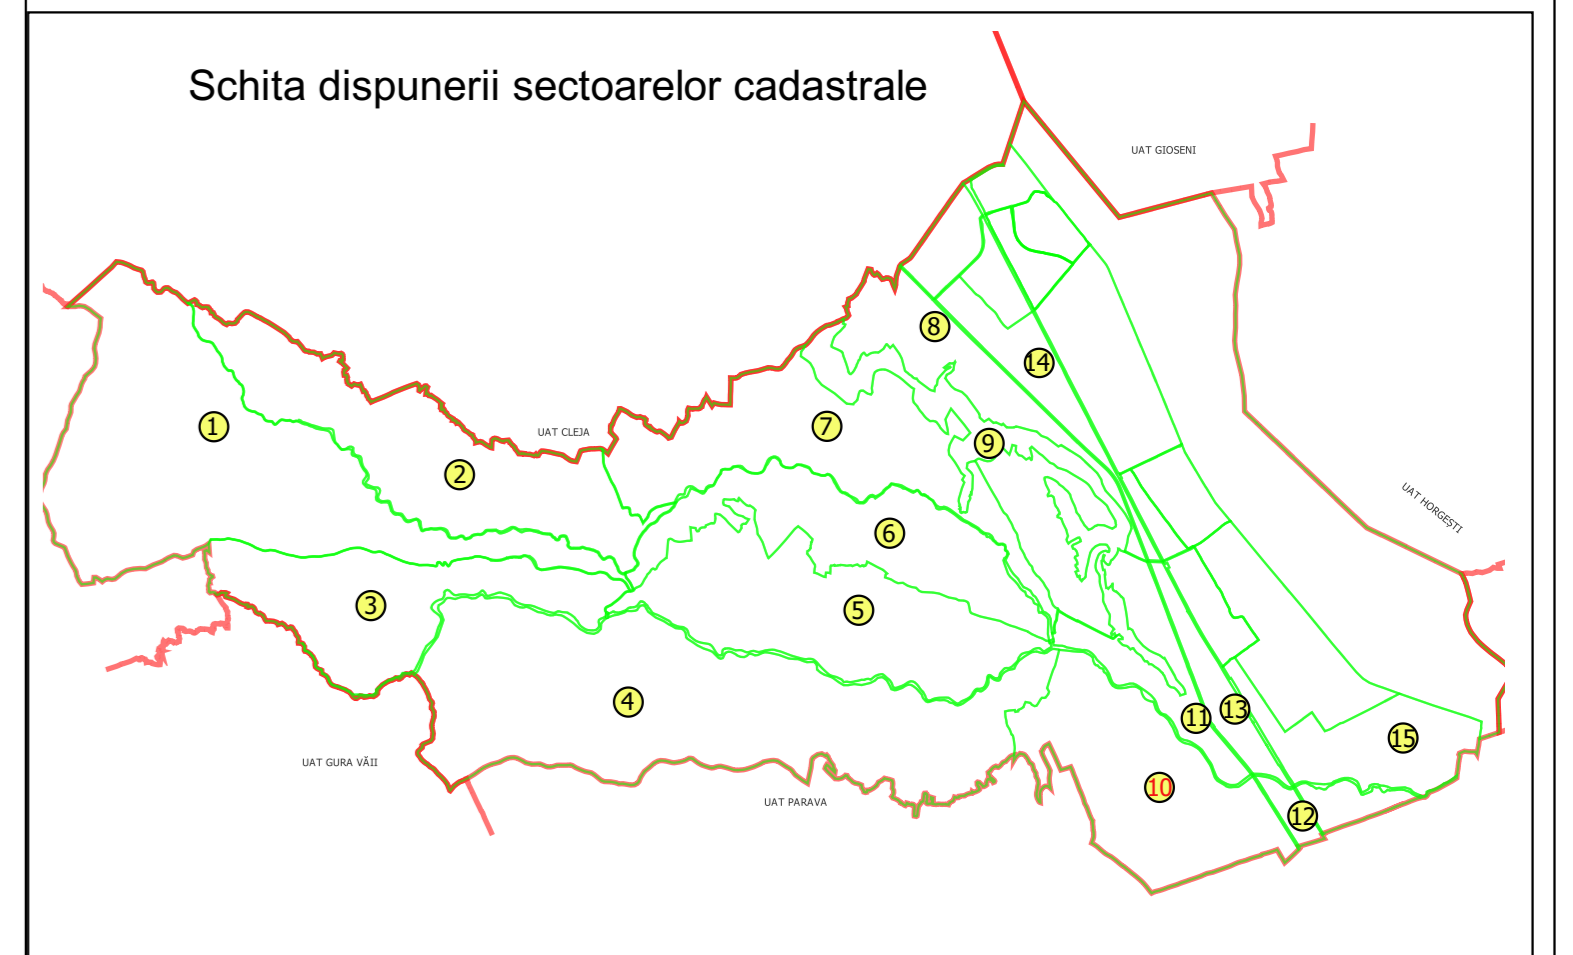 Schita dispunerii sectoarelor cadastrale
UAT GIOSENI
8
14
1
UAT CLEJA
7
9
2
UAT HORGEȘTI
6
3
5
4
11
13
15
UAT GURA VĂII
10
UAT PARAVA
12